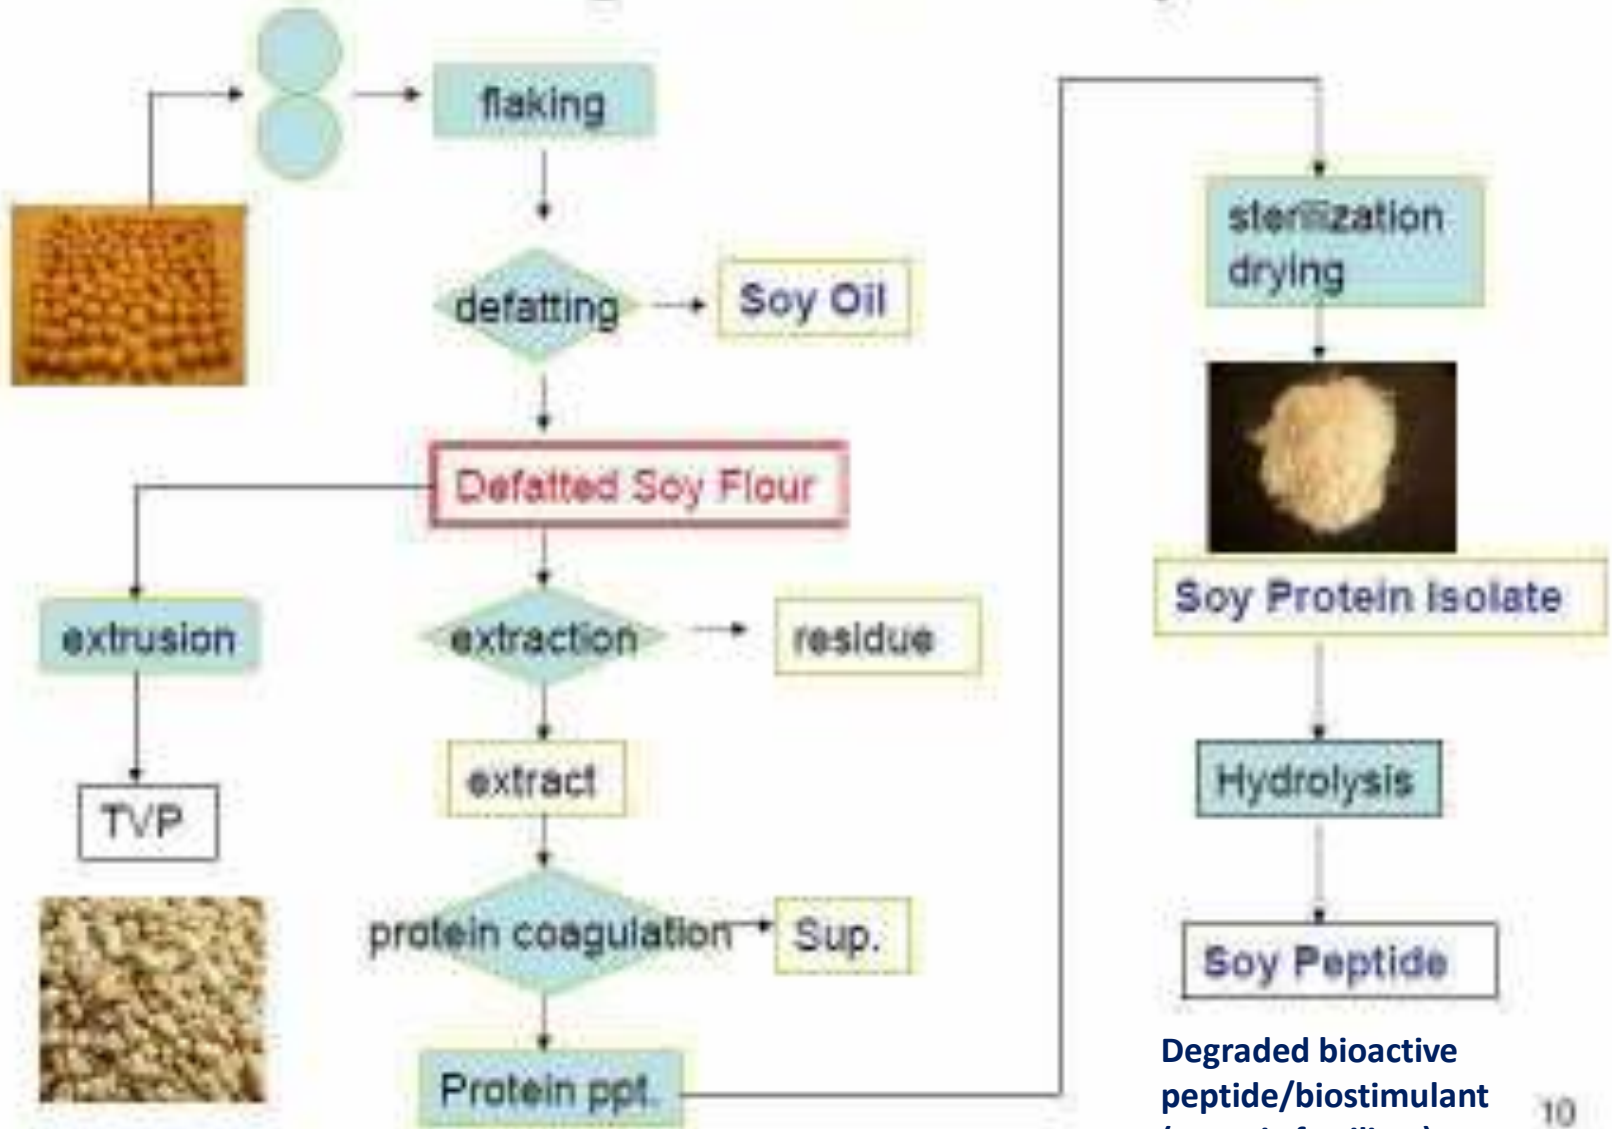 flaking
defatting
Soy Oil
Defatted Soy Flour
extrusion
TVP
extraction
residue
extract
protein coagulation
Sup.
Protein ppt.
sterilization
drying
Soy Protein Isolate
Hydrolysis
Soy Peptide
Degraded bioactive
peptide/biostimulant
10